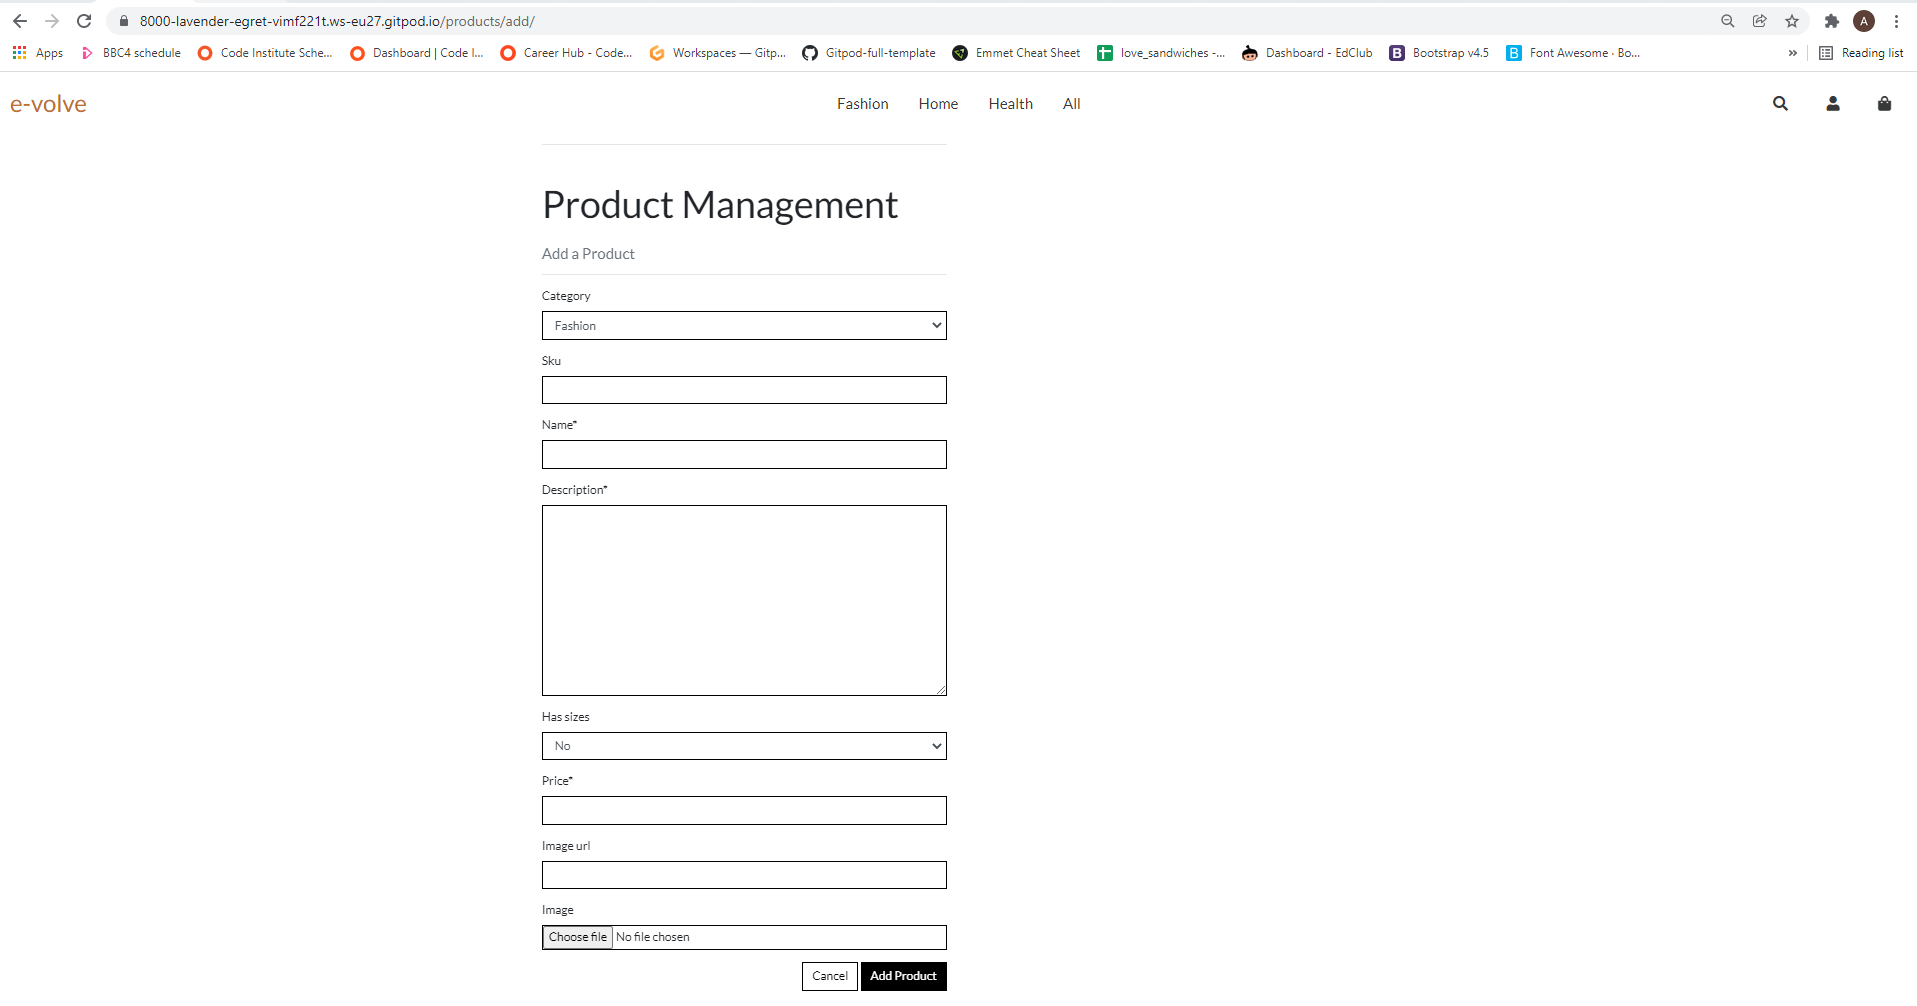 8000-lavender-egret-vimf221t.ws-eu27.gitpod.io/products/add/
A
Apps BBC4 schedule Code Institute Sche... Dashboard | Code I... Career Hub - Code... Workspaces — Gitp... Gitpod-full-template Emmet Cheat Sheet love_sandwiches -... Dashboard - EdClub B Bootstrap v4.5 B Font Awesome · Bo... » Reading list
e-volve Fashion Home Health All
Product Management
Add a Product
Category
Fashion
Sku
Name*
Description*
Has sizes
No
Price*
Image url
Image
Choose file No file chosen
Cancel Add Product